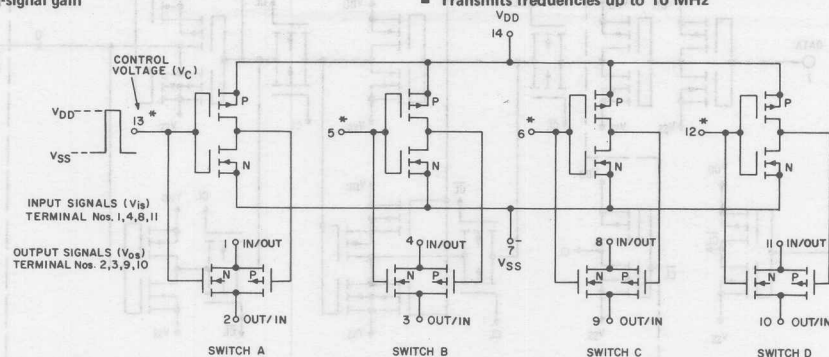 -signal gain
■ Transmits frequencies up to 10 MHz
VDD
14
CONTROL
VOLTAGE (VC)
VDD
13 *
* 5
* 6
* 12
P
P
P
P
VSS
N
N
N
N
INPUT SIGNALS (Vis)
TERMINAL Nos. 1,4,8,11
OUTPUT SIGNALS (Vos)
TERMINAL Nos. 2,3,9,10
7
VSS
1 IN/OUT
4 IN/OUT
8 IN/OUT
11 IN/OUT
N P
N P
N P
N P
2 OUT/IN
3 OUT/IN
9 OUT/IN
10 OUT/IN
SWITCH A
SWITCH B
SWITCH C
SWITCH D